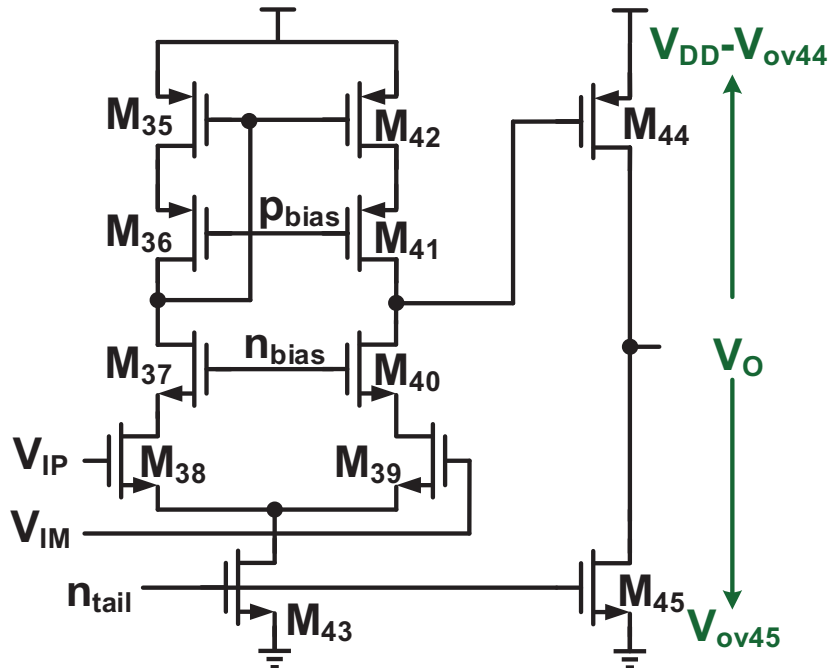 V_DD-V_ov44
M_35
M_42
M_44
M_36
p_bias
M_41
M_37
n_bias
M_40
V_O
V_IP
M_38
M_39
V_IM
n_tail
M_43
M_45
V_ov45